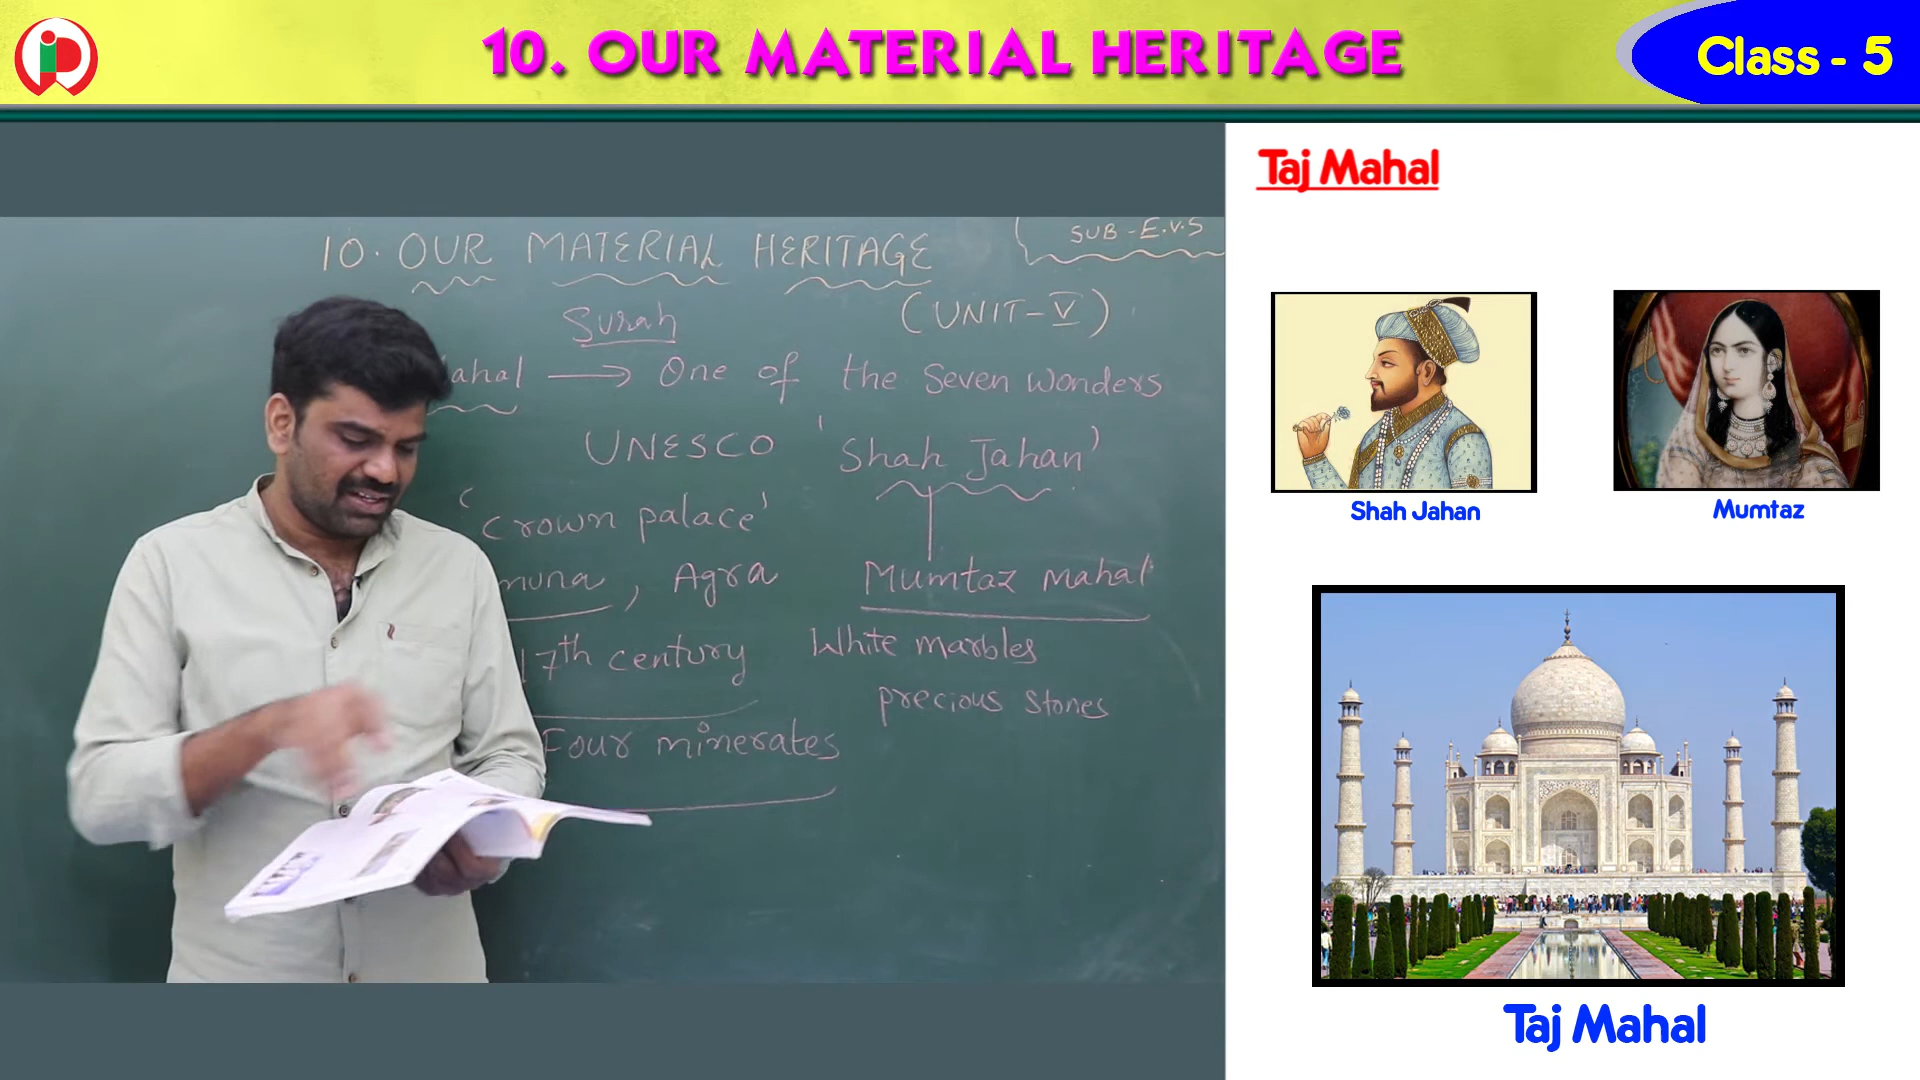 10. OUR MATERIAL HERITAGE
Class - 5
10. OUR MATERIAL HERITAGE
SUB - E.V.S
(UNIT-V)
Surah
ahal → One of the Seven wonders
UNESCO 'Shah Jahan'
'Crown palace'
muna, Agra
Mumtaz mahal
17th century
White marbles
precious stones
Four minerates
Taj Mahal
Shah Jahan
Mumtaz
Taj Mahal